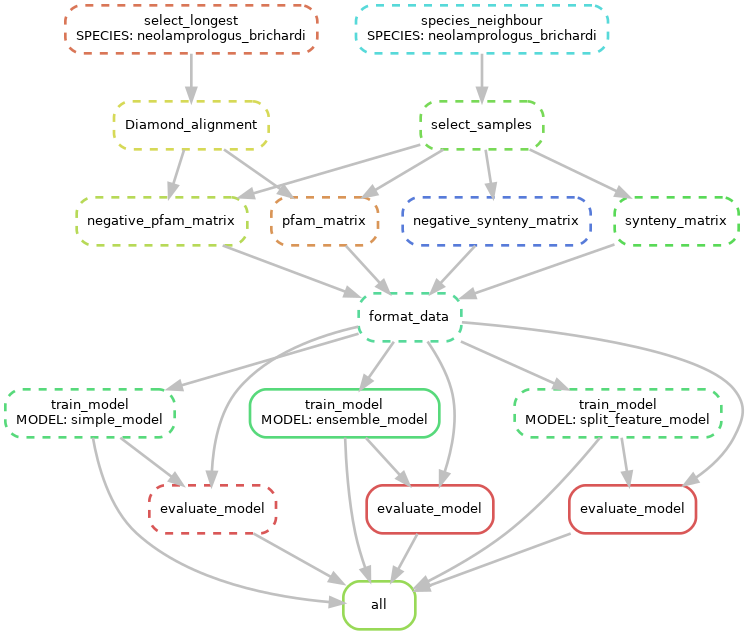 select_longest
SPECIES: neolamprologus_brichardi
species_neighbour
SPECIES: neolamprologus_brichardi
Diamond_alignment
select_samples
negative_pfam_matrix
pfam_matrix
negative_synteny_matrix
synteny_matrix
format_data
train_model
MODEL: simple_model
train_model
MODEL: ensemble_model
train_model
MODEL: split_feature_model
evaluate_model
evaluate_model
evaluate_model
all